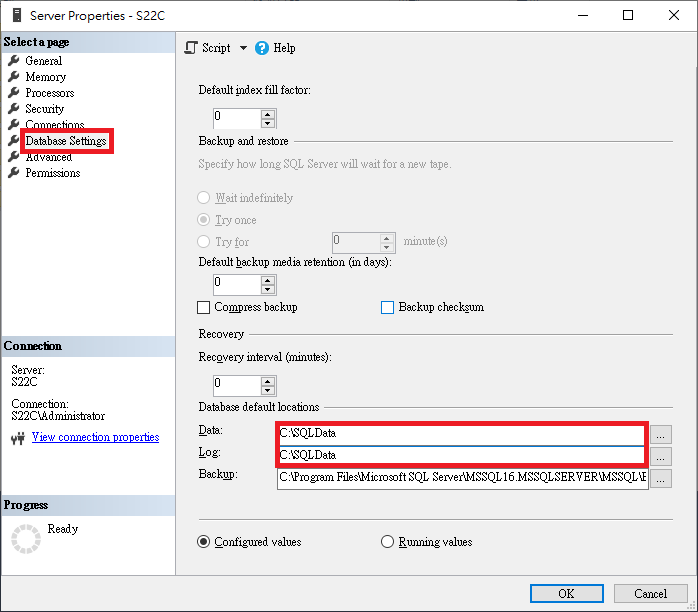 Server Properties - S22C
Select a page
General
Memory
Processors
Security
Connections
Database Settings
Advanced
Permissions
Connection
Server:
S22C
Connection:
S22C\Administrator
View connection properties
Progress
Ready
Script
Help
Default index fill factor:
0
Backup and restore
Specify how long SQL Server will wait for a new tape.
Wait indefinitely
Try once
Try for 0 minute(s)
Default backup media retention (in days):
0
Compress backup Backup checksum
Recovery
Recovery interval (minutes):
0
Database default locations
Data: C:\SQLData ...
Log: C:\SQLData ...
Backup: C:\Program Files\Microsoft SQL Server\MSSQL16.MSSQLSERVER\MSSQL\ ...
Configured values Running values
OK Cancel